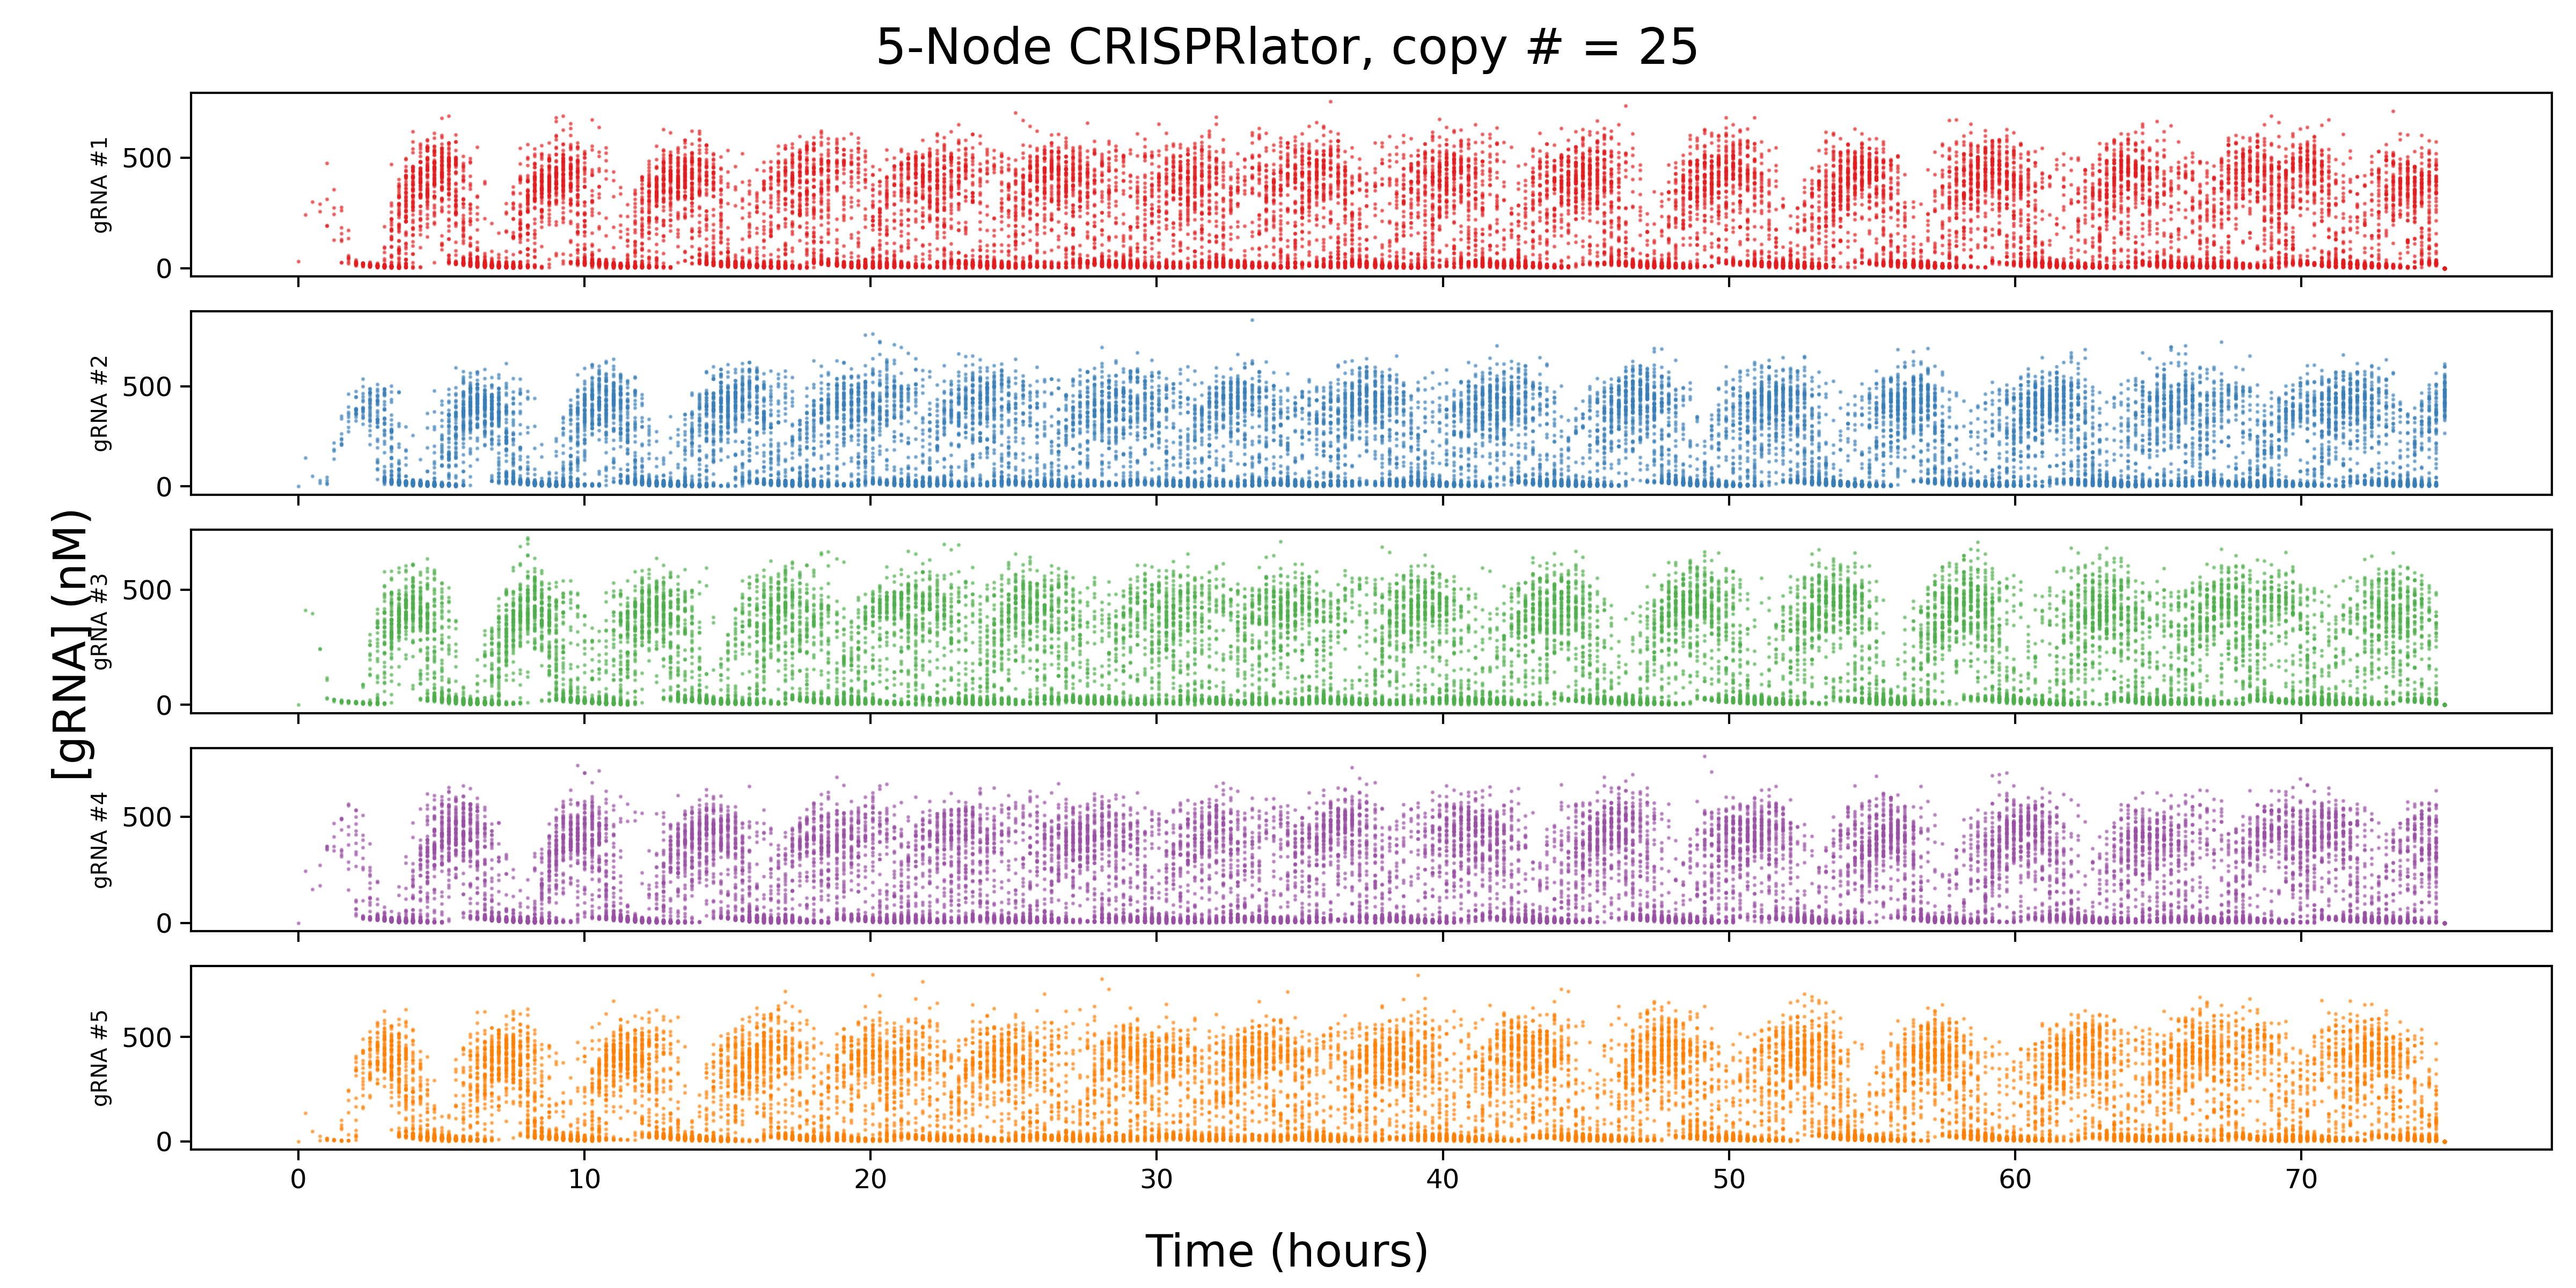 5-Node CRISPRlator, copy # = 25
gRNA #1
500
0
gRNA #2
500
0
[gRNA] (nM)
gRNA #3
500
0
gRNA #4
500
0
gRNA #5
500
0
0 10 20 30 40 50 60 70
Time (hours)